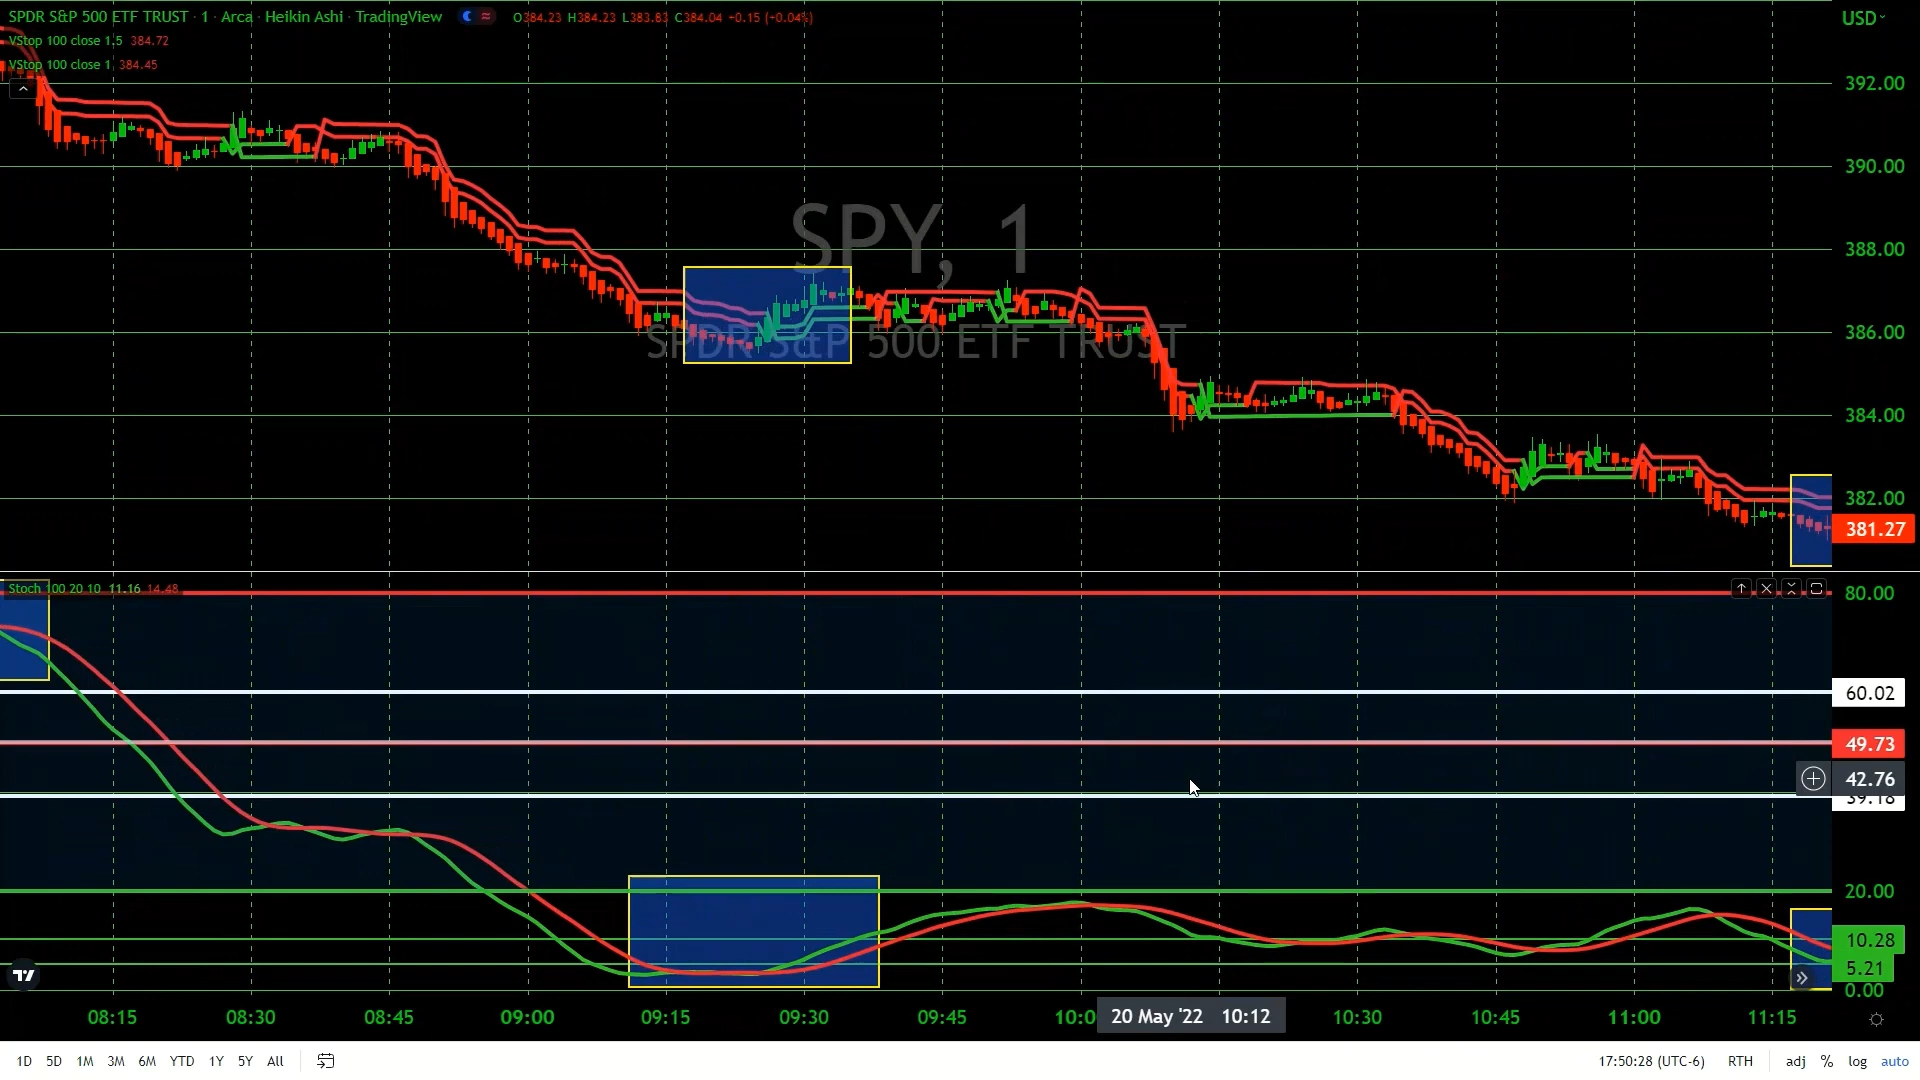 SPDR S&P 500 ETF TRUST · 1 · Arca · Heikin Ashi · TradingView O384.23 H384.23 L383.83 C384.04 +0.15 (+0.04%)
USD
VStop 100 close 1.5 384.72
VStop 100 close 1 384.45
392.00
390.00
SPY, 1
388.00
386.00
SPDR S&P 500 ETF TRUST
384.00
382.00
381.27
Stoch 100 20 10 11.16 14.48
80.00
60.02
49.73
42.76
39.18
20.00
10.28
5.21
0.00
08:15 08:30 08:45 09:00 09:15 09:30 09:45 10:0 20 May '22 10:12 10:30 10:45 11:00 11:15
1D 5D 1M 3M 6M YTD 1Y 5Y All 17:50:28 (UTC-6) RTH adj % log auto